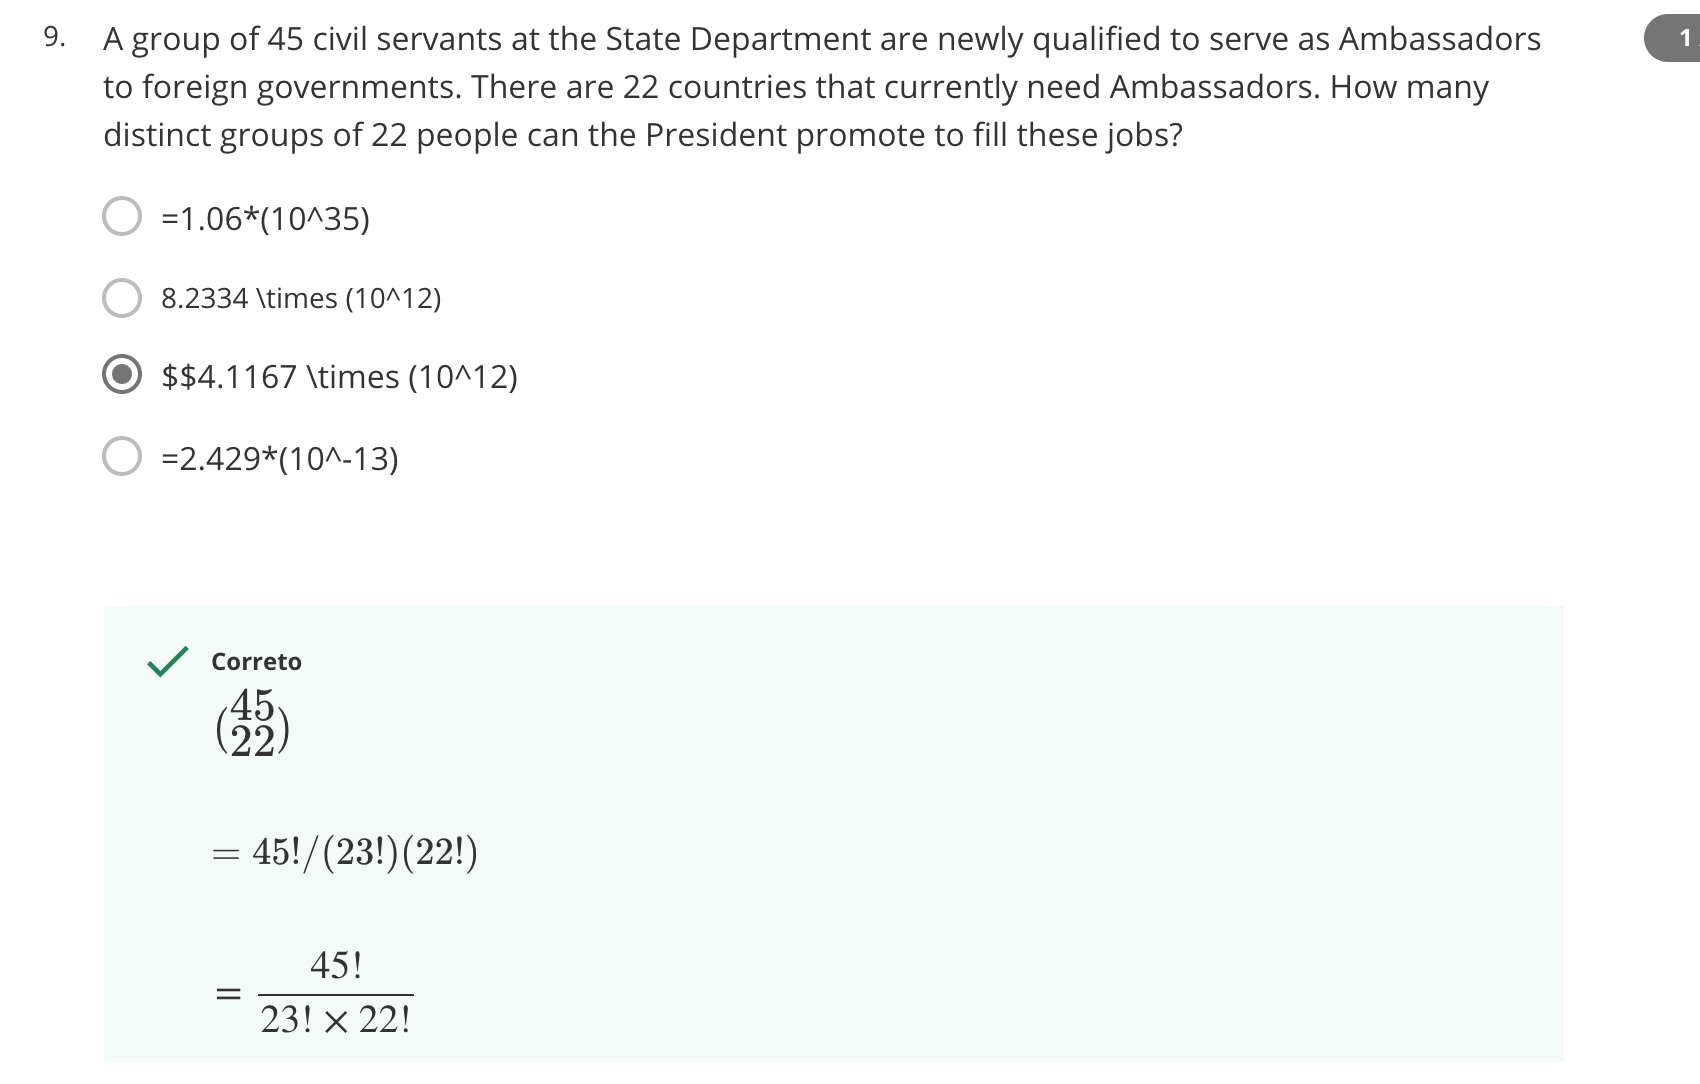 9.
A group of 45 civil servants at the State Department are newly qualified to serve as Ambassadors
1
to foreign governments. There are 22 countries that currently need Ambassadors. How many
distinct groups of 22 people can the President promote to fill these jobs?
=1.06*(10^35)
8.2334 \times (10^12)
$$4.1167 \times (10^12)
=2.429*(10^-13)
Correto
(45
22)
= 45!/(23!)(22!)
= 45!
23! × 22!